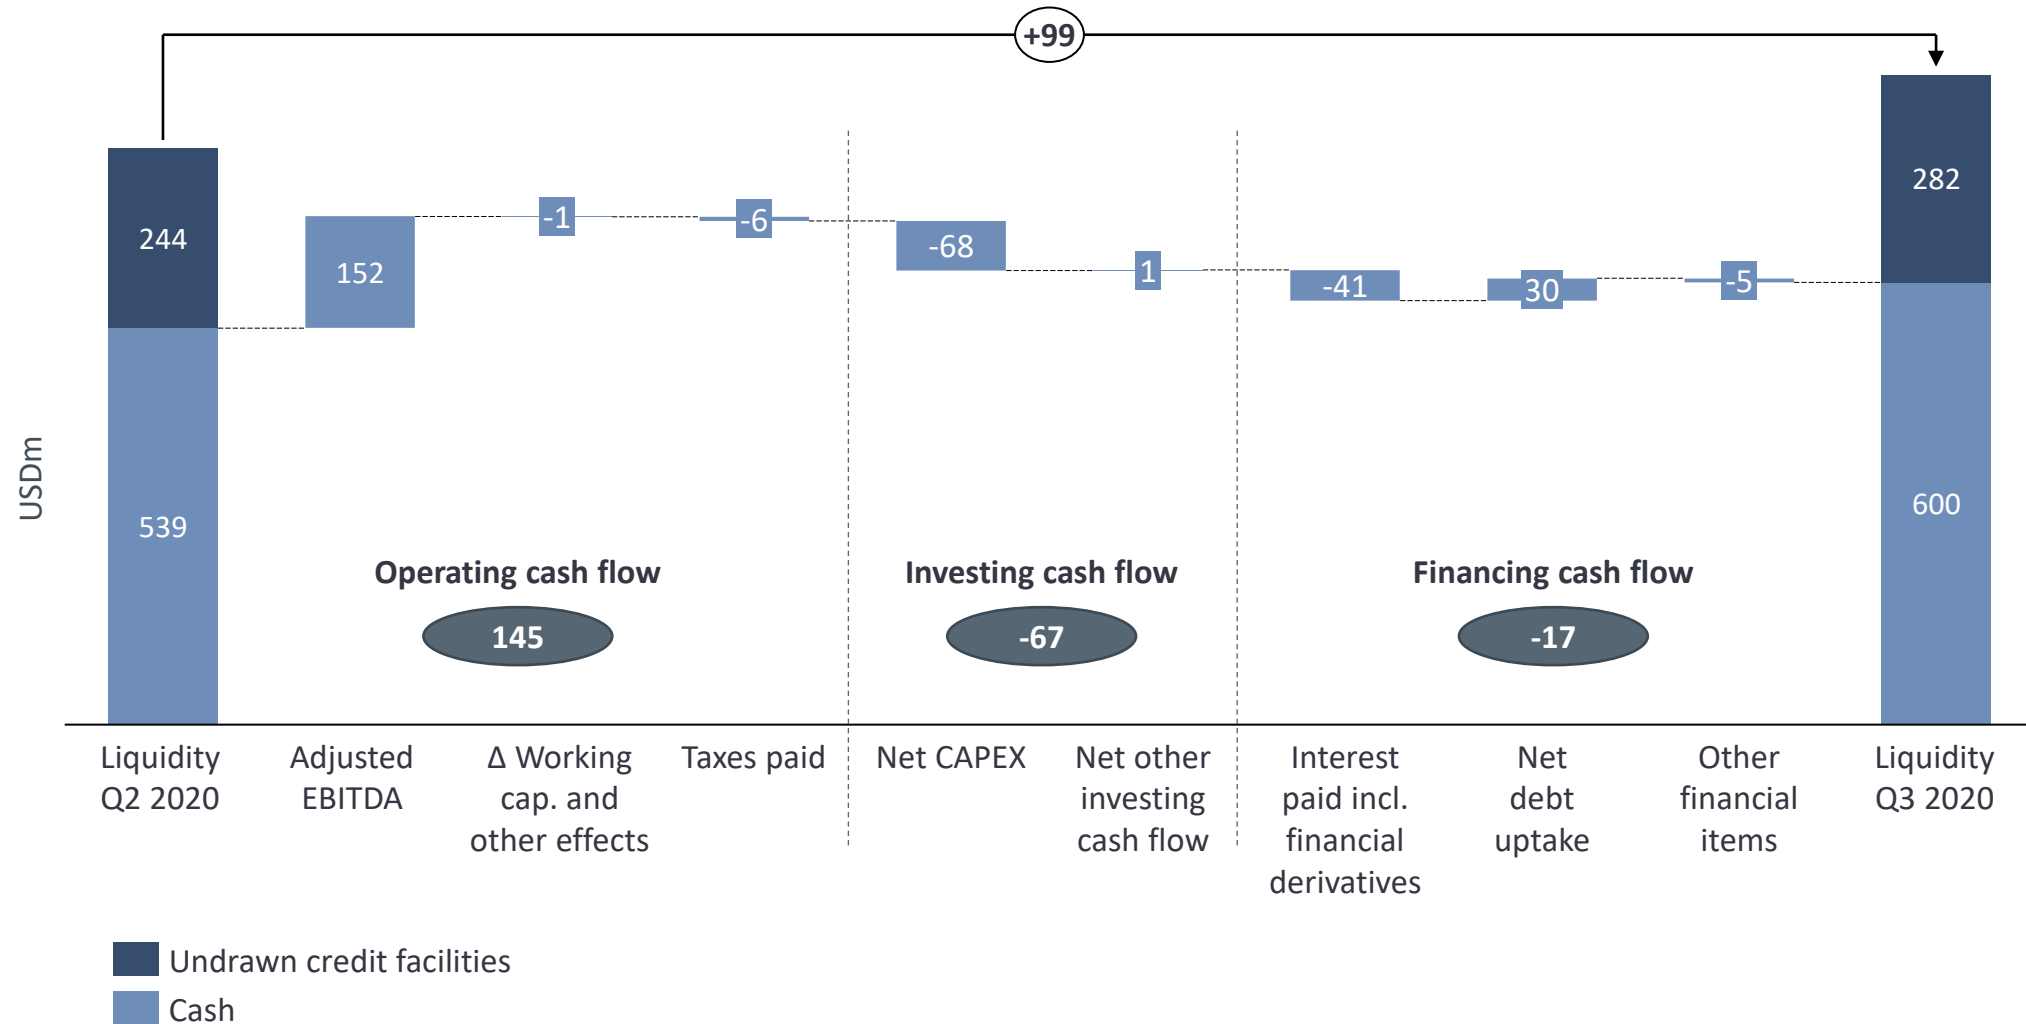 +99
USDm
244
539
152
-1
-6
-68
1
-41
30
-5
282
600
Operating cash flow
145
Investing cash flow
-67
Financing cash flow
-17
Liquidity
Q2 2020
Adjusted
EBITDA
Δ Working
cap. and
other effects
Taxes paid
Net CAPEX
Net other
investing
cash flow
Interest
paid incl.
financial
derivatives
Net
debt
uptake
Other
financial
items
Liquidity
Q3 2020
Undrawn credit facilities
Cash